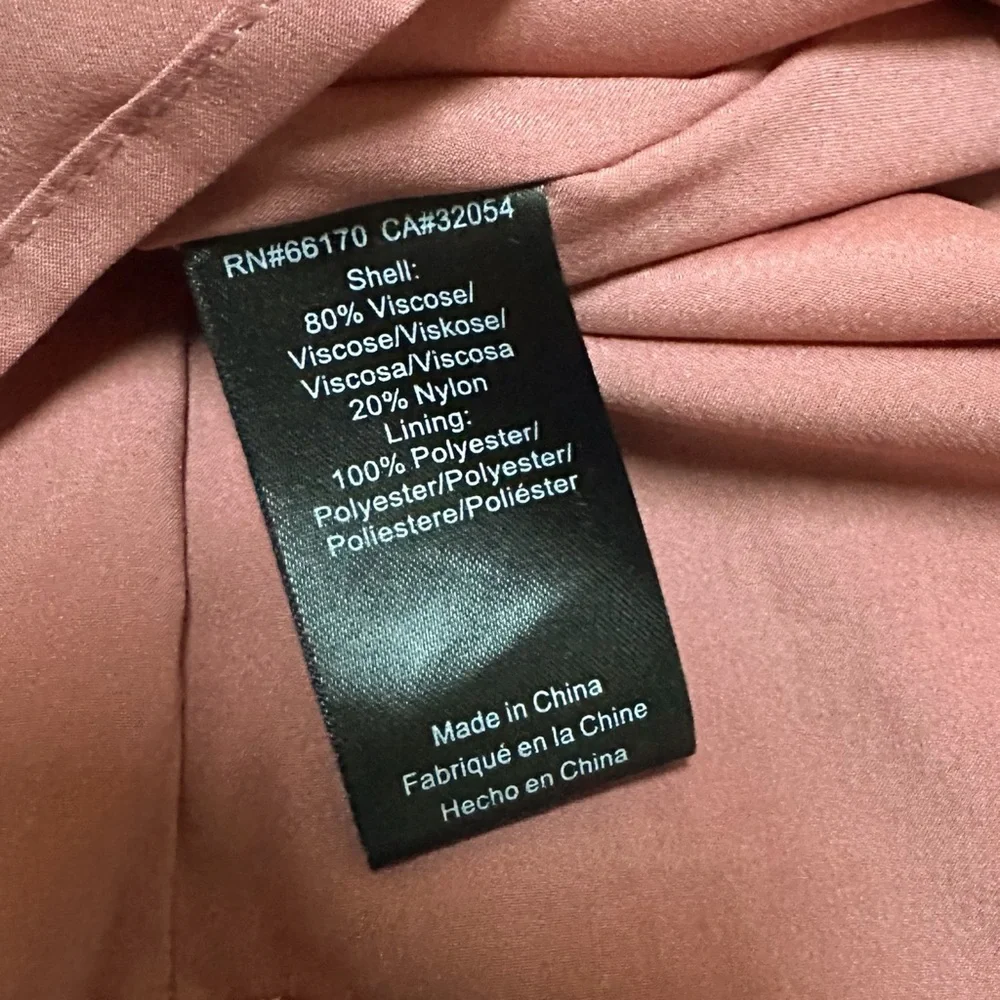 RN#66170 CA#32054
Shell:
80% Viscose/
Viscose/Viskose/
Viscosa/Viscosa
20% Nylon
Lining:
100% Polyester/
Polyester/Polyester/
Poliestere/Poliéster
Made in China
Fabriqué en la Chine
Hecho en China